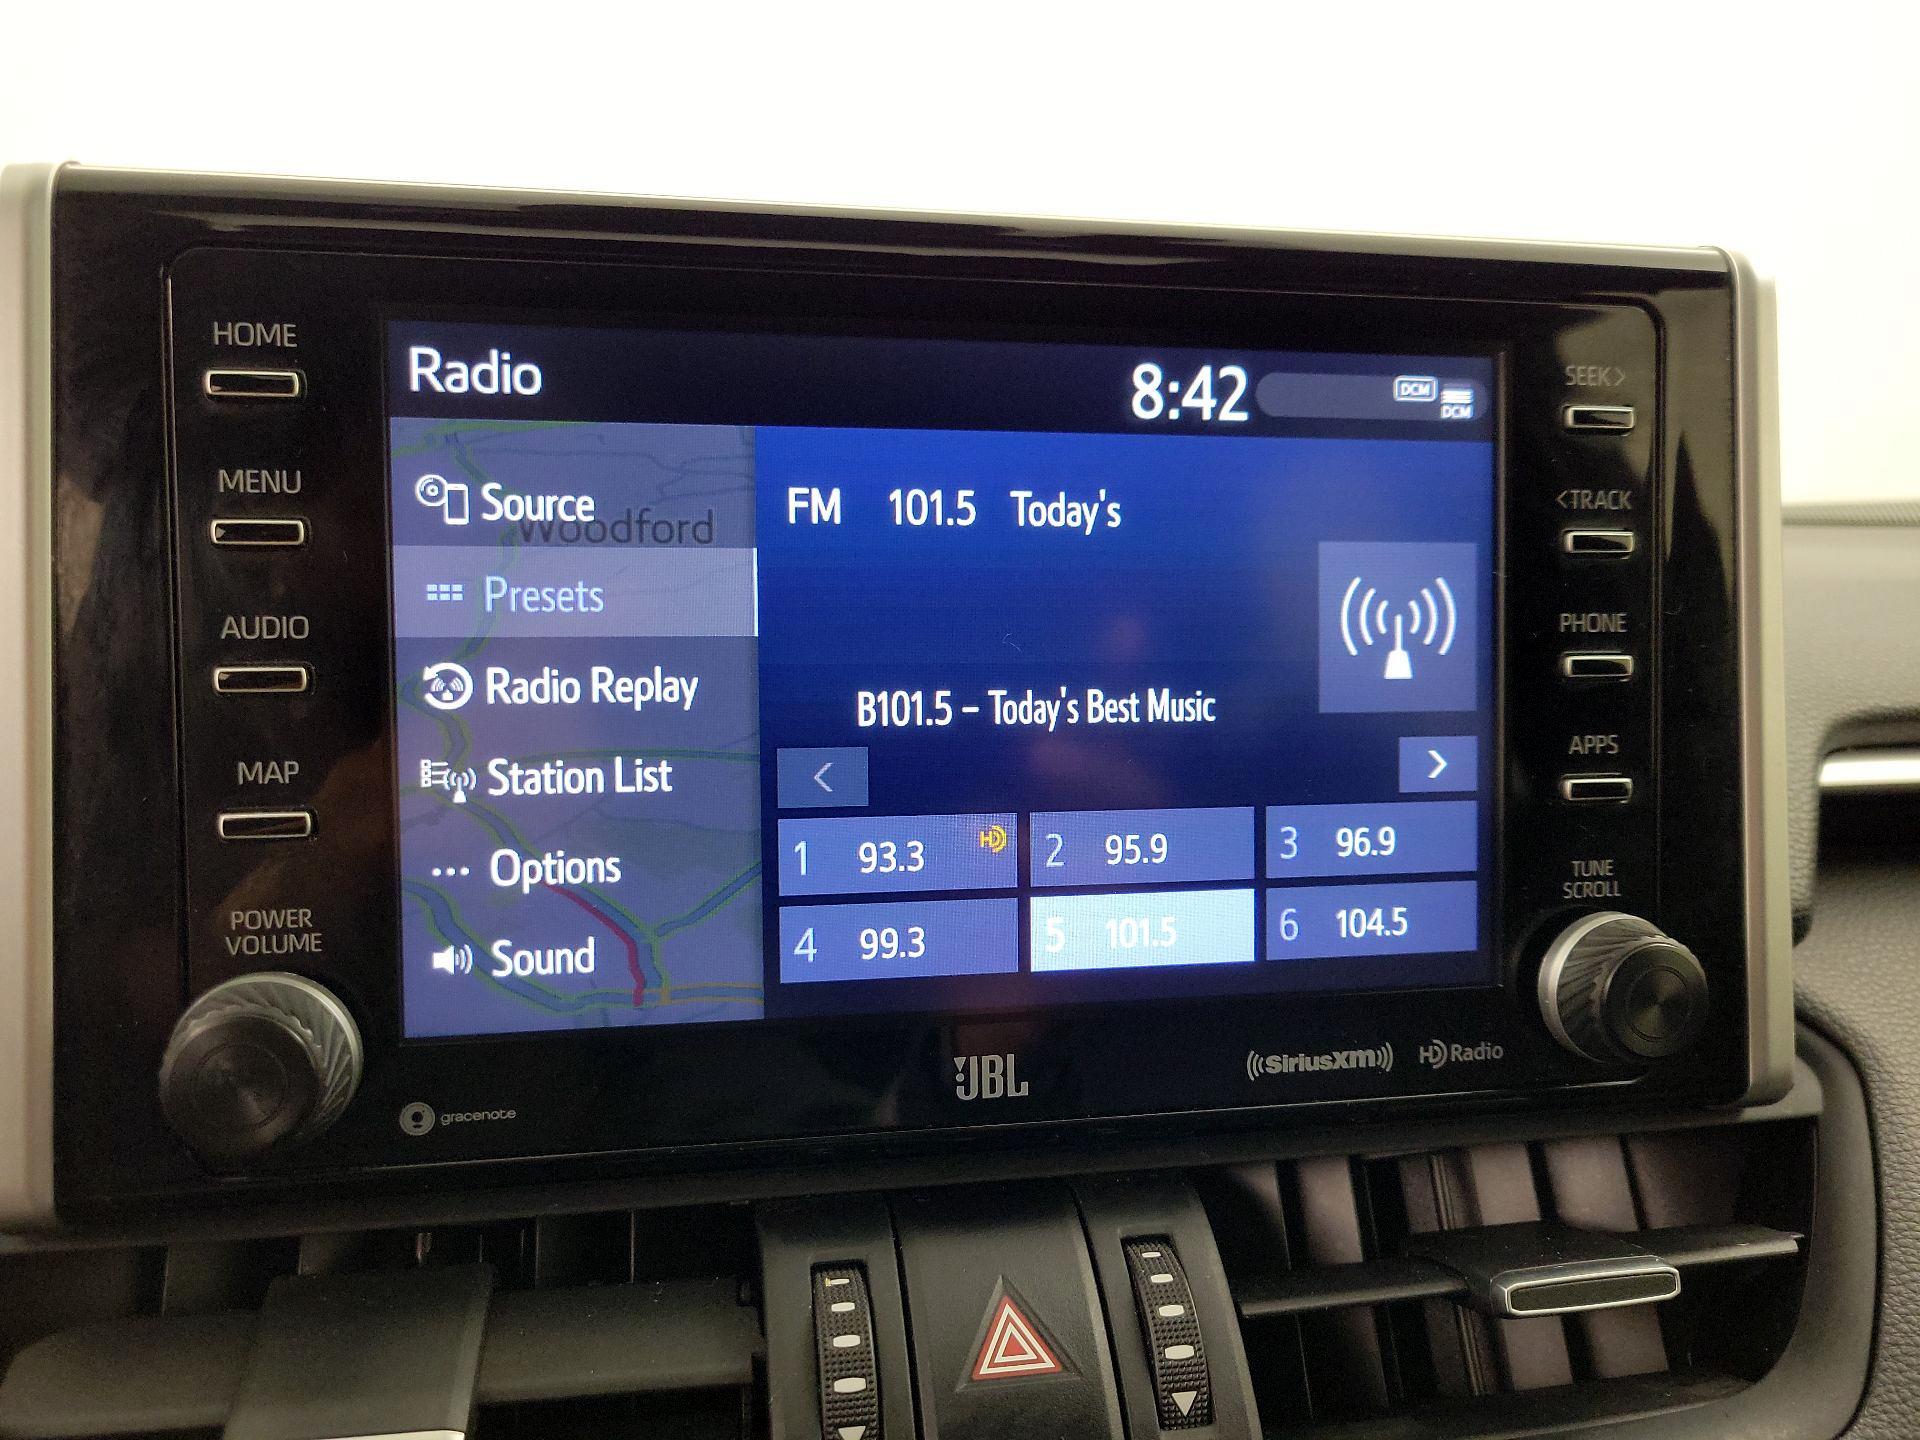 HOME
MENU
AUDIO
MAP
POWER
VOLUME
Radio
8:42
DCM
DCM
Source
Woodford
Presets
Radio Replay
Station List
Options
Sound
FM 101.5 Today's
B101.5 – Today's Best Music
<
>
1 93.3 HD
2 95.9
3 96.9
4 99.3
5 101.5
6 104.5
SEEK>
<TRACK
PHONE
APPS
TUNE
SCROLL
gracenote
JBL
SiriusXM
HD Radio